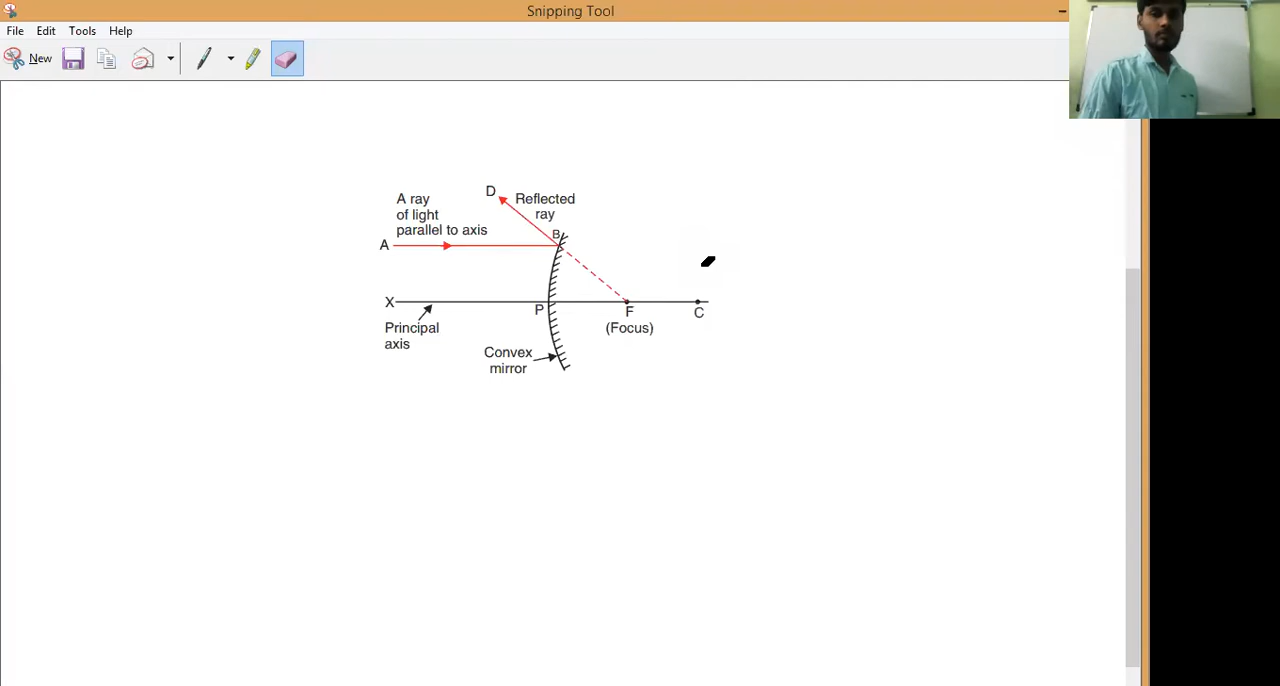 Snipping Tool
File Edit Tools Help
New
D
A ray
of light
parallel to axis
Reflected
ray
B
A
X
P
F
(Focus)
C
Principal
axis
Convex
mirror